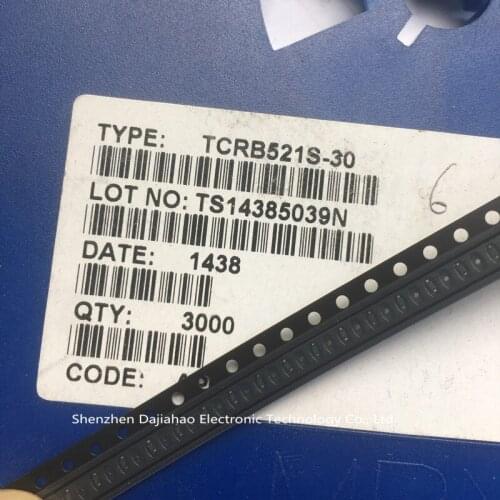 TYPE: TCRB521S-30
LOT NO: TS14385039N
6
DATE: 1438
QTY: 3000
CODE:
Shenzhen Dajiahao Electronic Technology Co., Ltd.